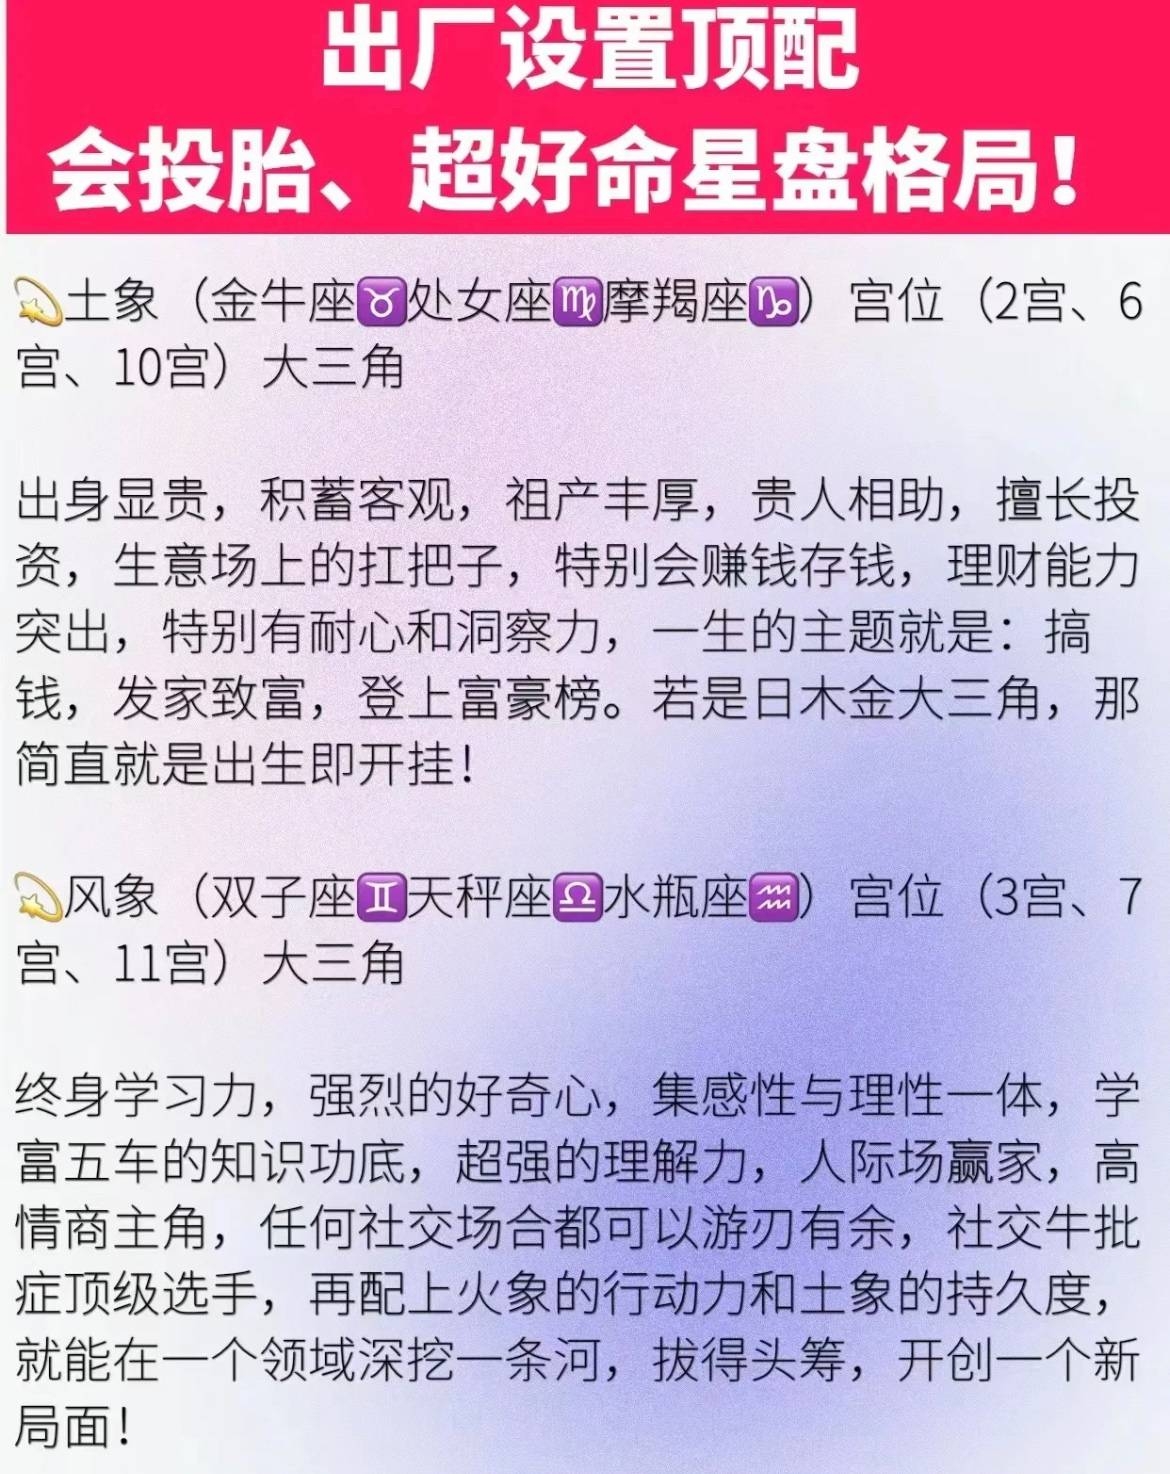 出厂设置顶配
会投胎、超好命星盘格局！
💫土象（金牛座♉处女座♍摩羯座♑）宫位（2宫、6
宫、10宫）大三角
出身显贵，积蓄客观，祖产丰厚，贵人相助，擅长投
资，生意场上的扛把子，特别会赚钱存钱，理财能力
突出，特别有耐心和洞察力，一生的主题就是：搞
钱，发家致富，登上富豪榜。若是日木金大三角，那
简直就是出生即开挂！
💫风象（双子座♊天秤座♎水瓶座♒）宫位（3宫、7
宫、11宫）大三角
终身学习力，强烈的好奇心，集感性与理性一体，学
富五车的知识功底，超强的理解力，人际场赢家，高
情商主角，任何社交场合都可以游刃有余，社交牛批
症顶级选手，再配上火象的行动力和土象的持久度，
就能在一个领域深挖一条河，拔得头筹，开创一个新
局面！